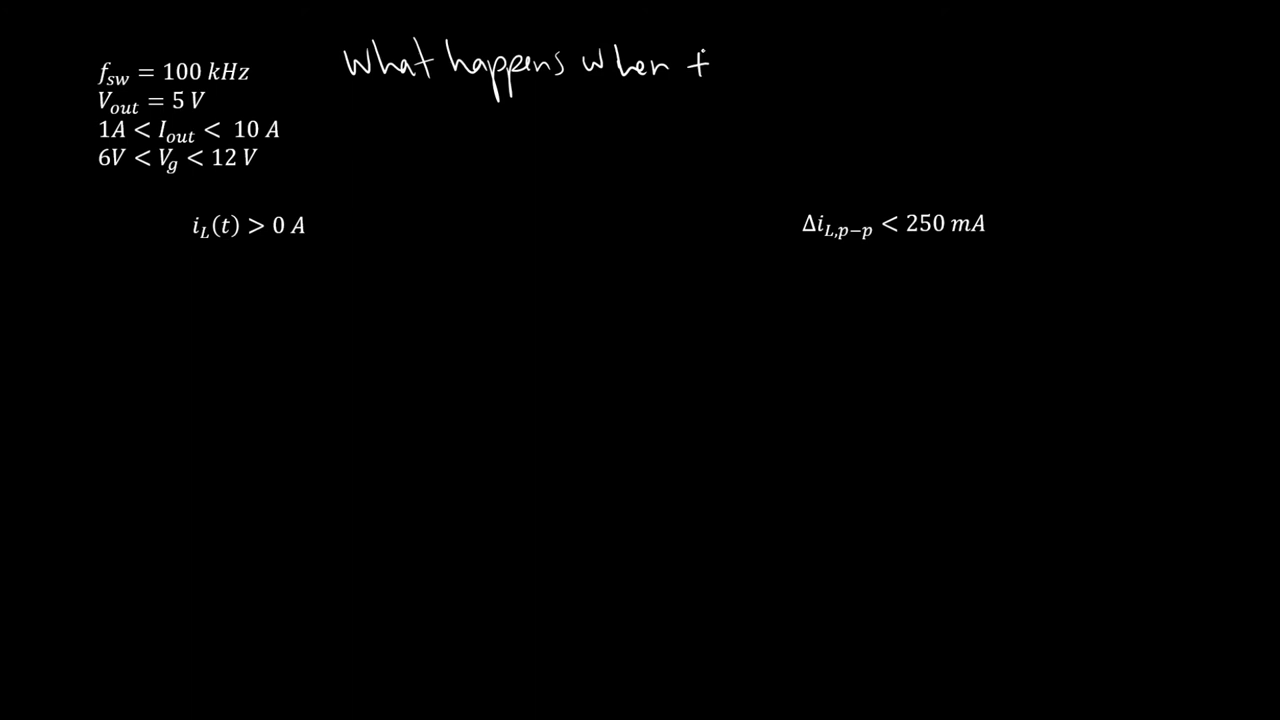 What happens when
f_sw = 100 kHz
V_out = 5 V
1A < I_out < 10 A
6V < V_g < 12 V
i_L(t) > 0 A
Δi_L,p−p < 250 mA